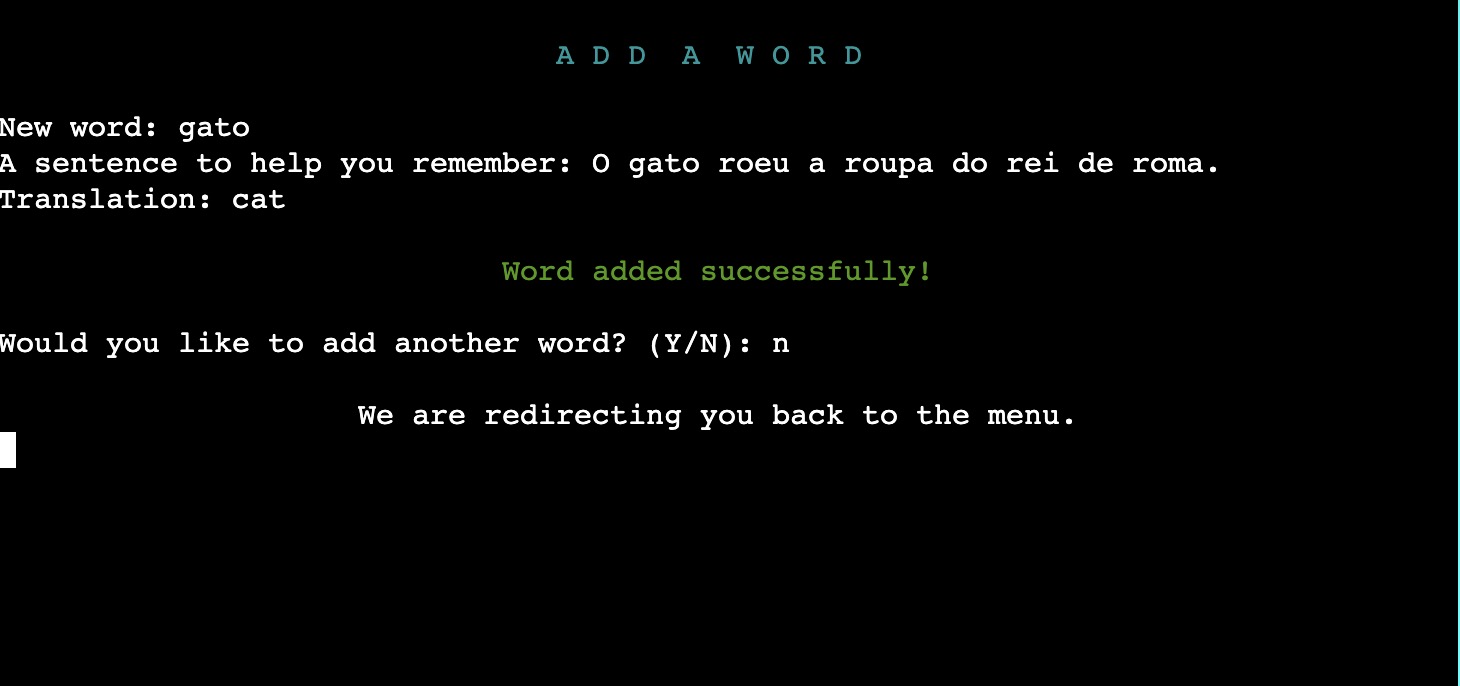 A D D  A  W O R D
New word: gato
A sentence to help you remember: O gato roeu a roupa do rei de roma.
Translation: cat
Word added successfully!
Would you like to add another word? (Y/N): n
We are redirecting you back to the menu.